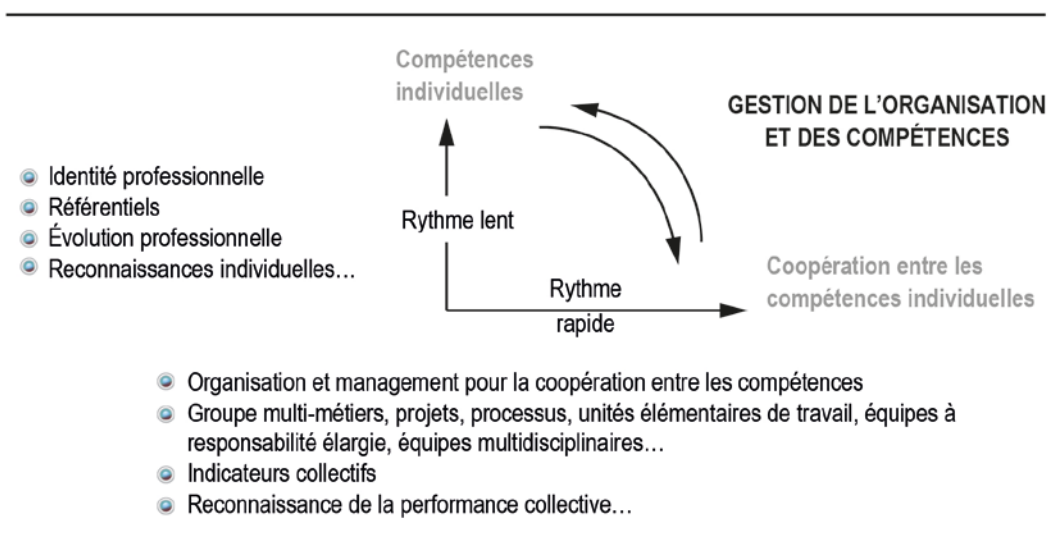 Compétences
individuelles
GESTION DE L'ORGANISATION
ET DES COMPÉTENCES
Identité professionnelle
Référentiels
Évolution professionnelle
Reconnaissances individuelles…
Rythme lent
Rythme
rapide
Coopération entre les
compétences individuelles
Organisation et management pour la coopération entre les compétences
Groupe multi-métiers, projets, processus, unités élémentaires de travail, équipes à
responsabilité élargie, équipes multidisciplinaires…
Indicateurs collectifs
Reconnaissance de la performance collective…